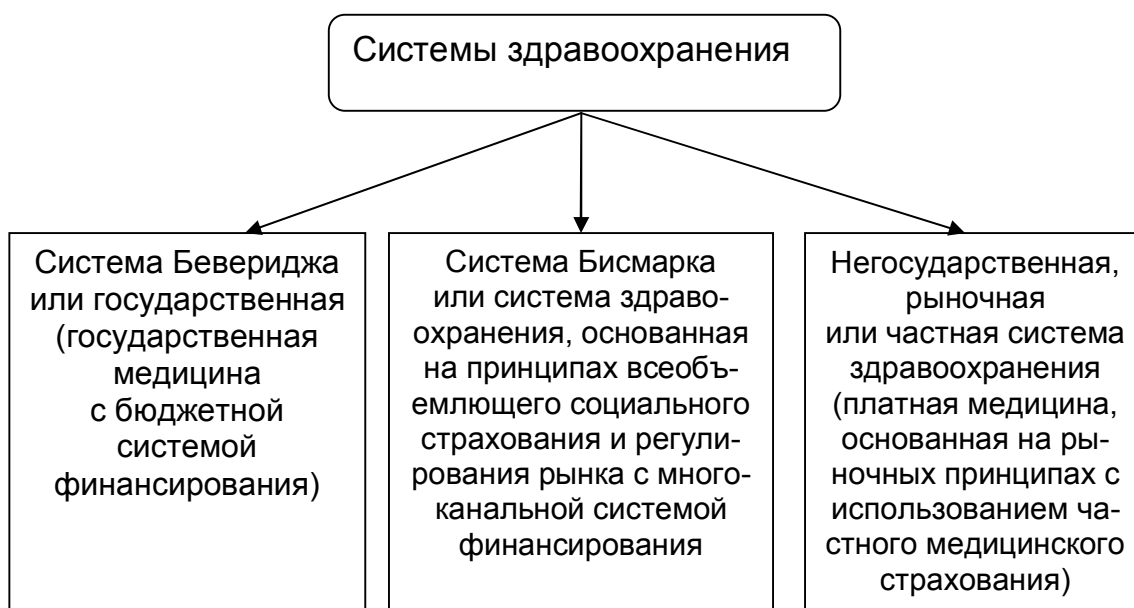 Системы здравоохранения
Система Бевериджа
или государственная
(государственная
медицина
с бюджетной
системой
финансирования)
Система Бисмарка
или система здраво-
охранения, основанная
на принципах всеобъ-
емлющего социального
страхования и регули-
рования рынка с много-
канальной системой
финансирования
Негосударственная,
рыночная
или частная система
здравоохранения
(платная медицина,
основанная на ры-
ночных принципах с
использованием ча-
стного медицинского
страхования)